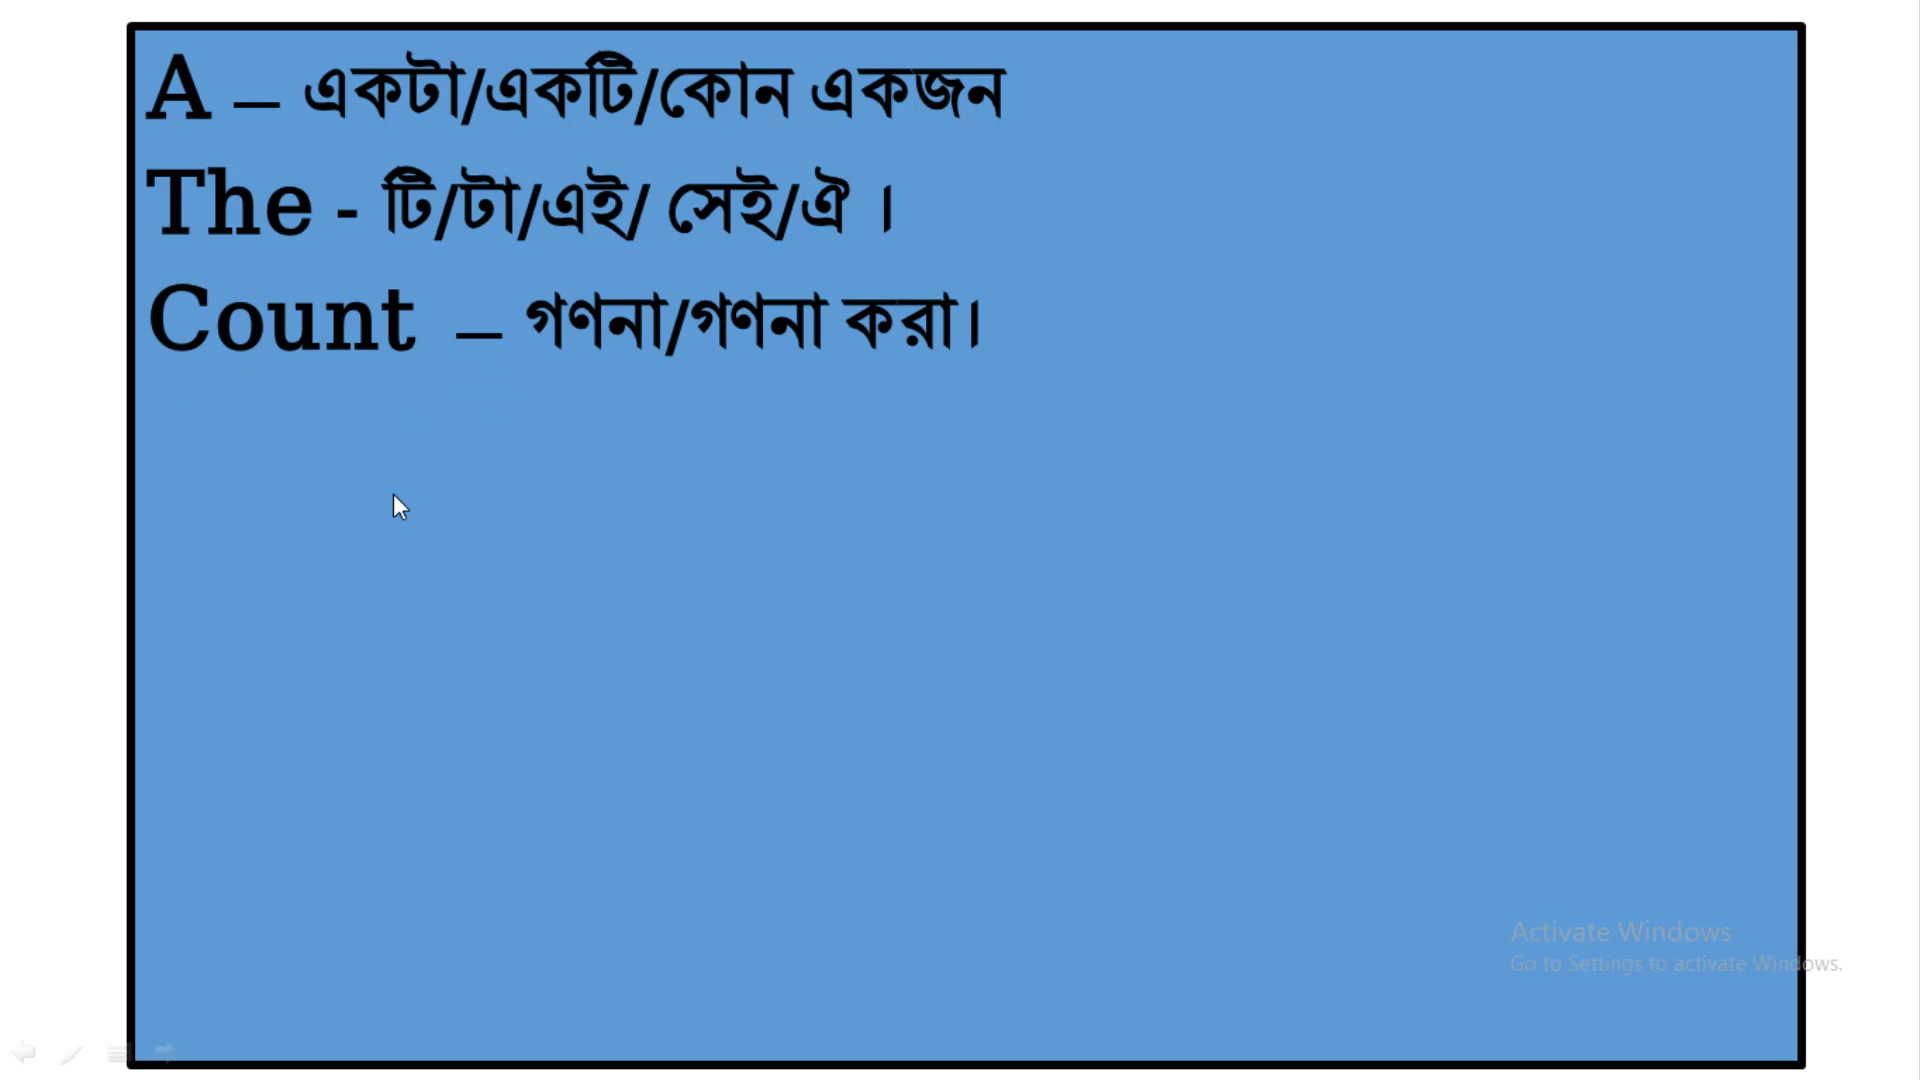 A – একটা/একটি/কোন একজন
The - টি/টা/এই/ সেই/ঐ ।
Count – গণনা/গণনা করা।
Activate Windows
Go to Settings to activate Windows.